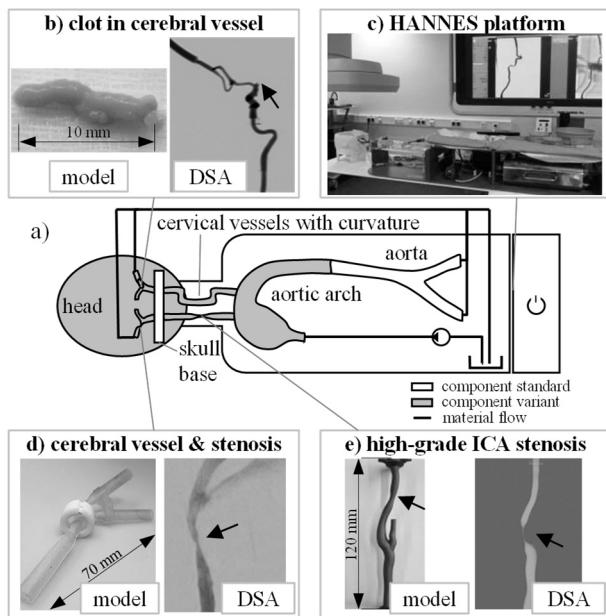 b) clot in cerebral vessel
10 mm
model
DSA
c) HANNES platform
a)
cervical vessels with curvature
aorta
head
aortic arch
skull
base
component standard
component variant
material flow
d) cerebral vessel & stenosis
70 mm
model
DSA
e) high-grade ICA stenosis
120 mm
model
DSA